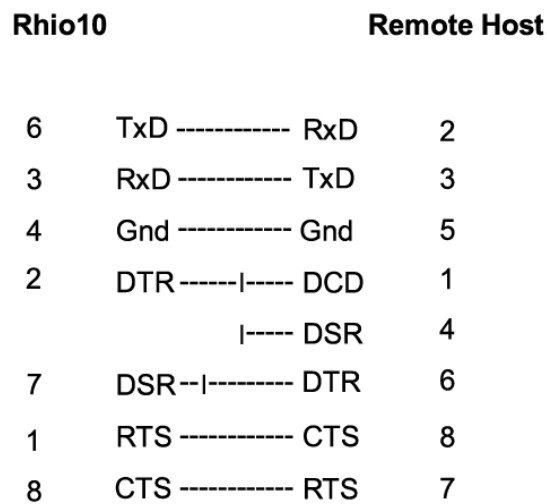 Rhio10 Remote Host
6 TxD ------------ RxD 2
3 RxD ------------ TxD 3
4 Gnd ------------ Gnd 5
2 DTR ------|----- DCD 1
|----- DSR 4
7 DSR --|--------- DTR 6
1 RTS ------------ CTS 8
8 CTS ------------ RTS 7